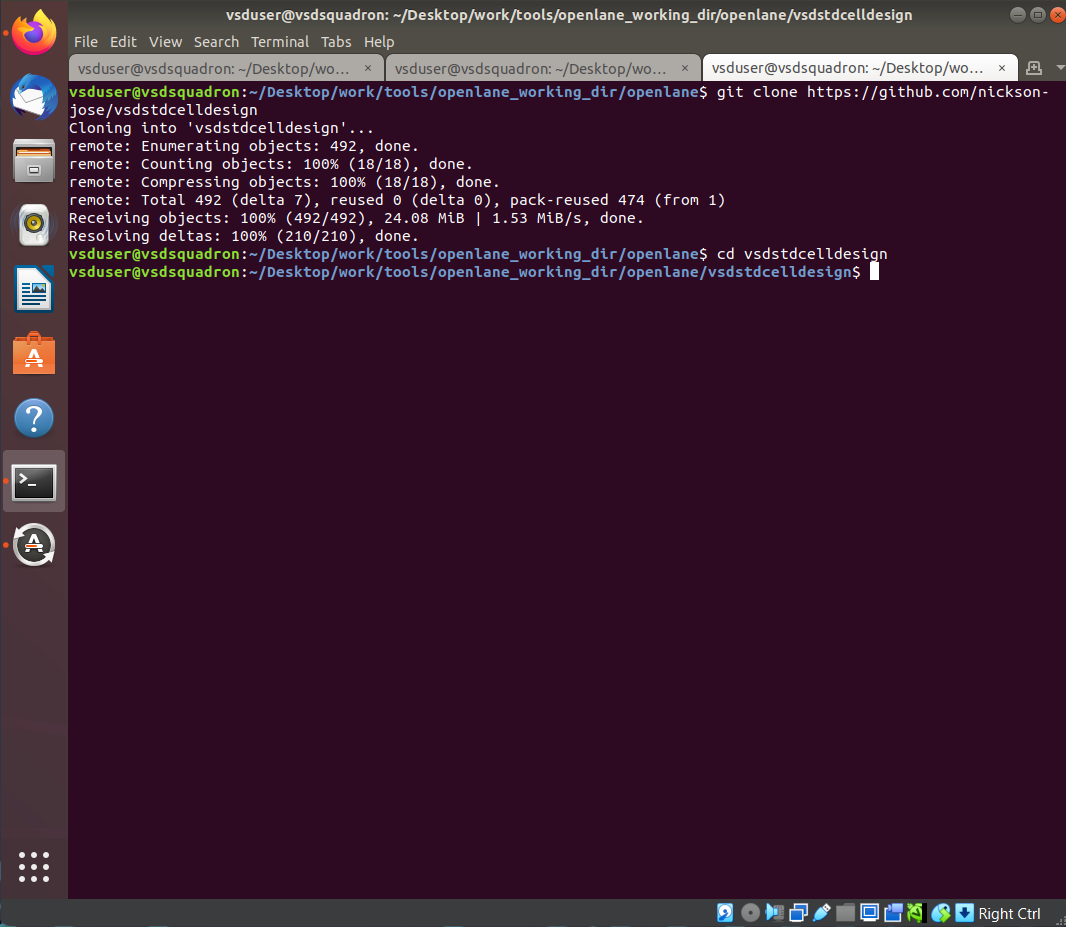 vsduser@vsdsquadron: ~/Desktop/work/tools/openlane_working_dir/openlane/vsdstdcelldesign
File Edit View Search Terminal Tabs Help
vsduser@vsdsquadron: ~/Desktop/wo... × vsduser@vsdsquadron: ~/Desktop/wo... × vsduser@vsdsquadron: ~/Desktop/wo... ×
vsduser@vsdsquadron:~/Desktop/work/tools/openlane_working_dir/openlane$ git clone https://github.com/nickson-
jose/vsdstdcelldesign
Cloning into 'vsdstdcelldesign'...
remote: Enumerating objects: 492, done.
remote: Counting objects: 100% (18/18), done.
remote: Compressing objects: 100% (18/18), done.
remote: Total 492 (delta 7), reused 0 (delta 0), pack-reused 474 (from 1)
Receiving objects: 100% (492/492), 24.08 MiB | 1.53 MiB/s, done.
Resolving deltas: 100% (210/210), done.
vsduser@vsdsquadron:~/Desktop/work/tools/openlane_working_dir/openlane$ cd vsdstdcelldesign
vsduser@vsdsquadron:~/Desktop/work/tools/openlane_working_dir/openlane/vsdstdcelldesign$
Right Ctrl